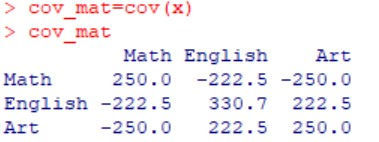 > cov_mat=cov(x)
> cov_mat
Math English Art
Math 250.0 -222.5 -250.0
English -222.5 330.7 222.5
Art -250.0 222.5 250.0